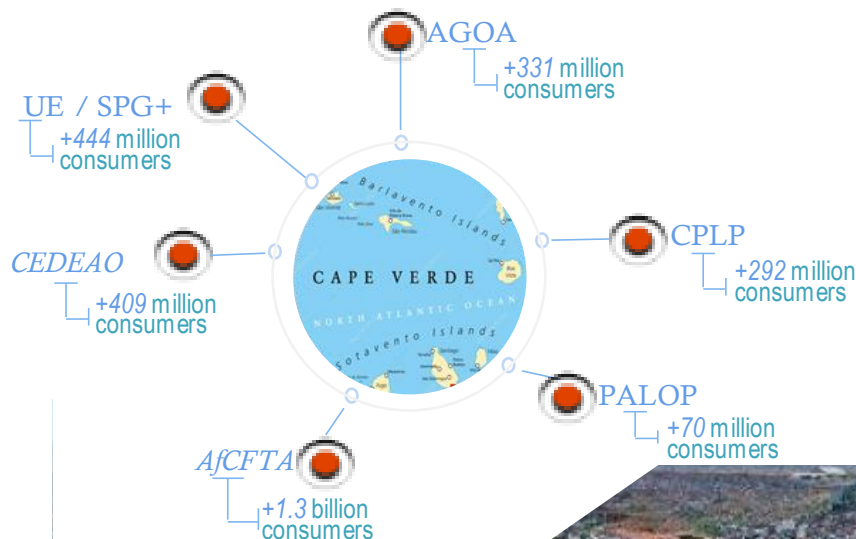 AGOA
+331 million
consumers
UE / SPG+
+444 million
consumers
CEDEAO
+409 million
consumers
CPLP
+292 million
consumers
PALOP
+70 million
consumers
AfCFTA
+1.3 billion
consumers
Barlavento Islands
CAPE VERDE
NORTH ATLANTIC OCEAN
Sotavento Islands
Santiago